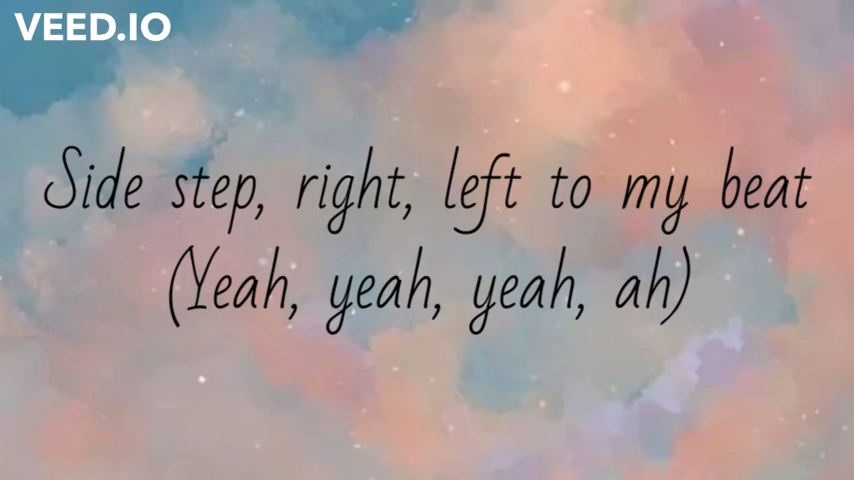 VEED.IO
Side step, right, left to my beat
(Yeah, yeah, yeah, ah)